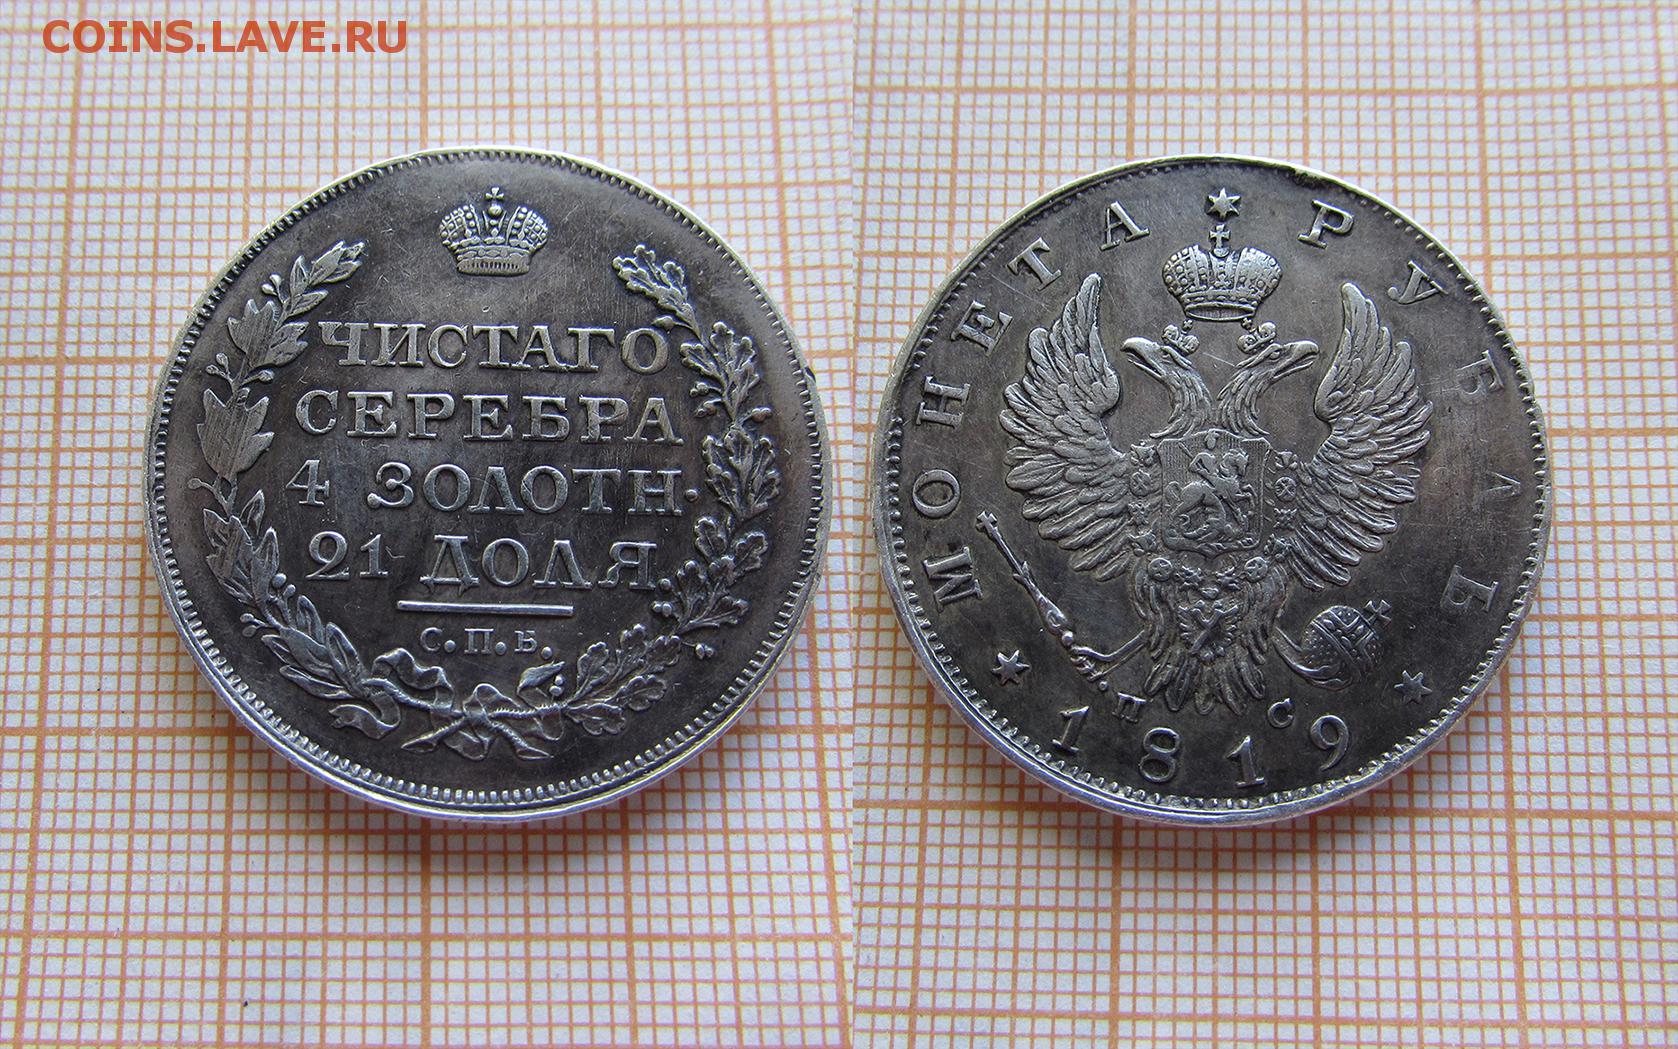 COINS.LAVE.RU
ЧИСТАГО
СЕРЕБРА
4 ЗОЛОТН.
21 ДОЛЯ.
С.П.Б.
МОНЕТА РУБЛЬ
П С
1819